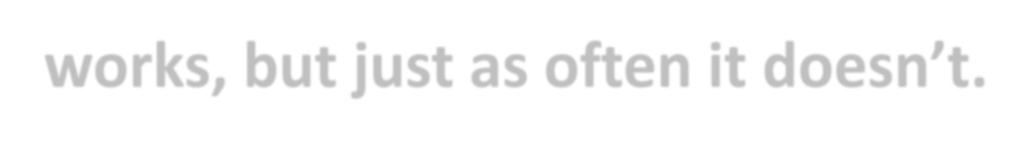 works, but just as often it doesn’t.